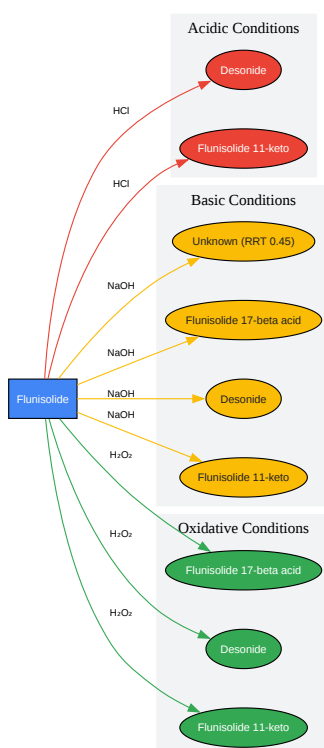 Acidic Conditions
Desonide
HCl
Flunisolide 11-keto
HCl
Basic Conditions
Unknown (RRT 0.45)
NaOH
Flunisolide 17-beta acid
NaOH
Flunisolide
NaOH
Desonide
NaOH
H₂O₂
Flunisolide 11-keto
Oxidative Conditions
H₂O₂
Flunisolide 17-beta acid
H₂O₂
Desonide
Flunisolide 11-keto